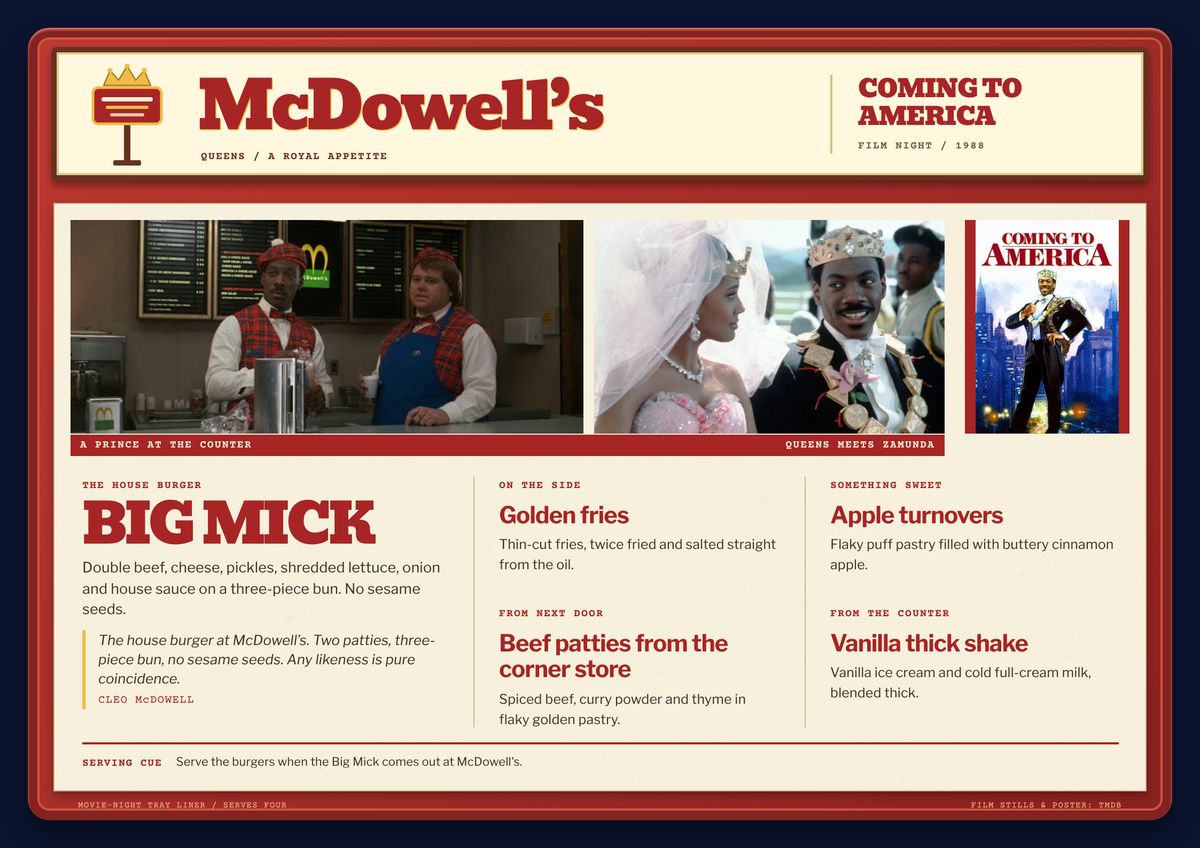 McDowell's
QUEENS / A ROYAL APPETITE
COMING TO
AMERICA
FILM NIGHT / 1988
COMING TO
AMERICA
A PRINCE AT THE COUNTER
QUEENS MEETS ZAMUNDA
THE HOUSE BURGER
BIG MICK
Double beef, cheese, pickles, shredded lettuce, onion
and house sauce on a three-piece bun. No sesame
seeds.
The house burger at McDowell's. Two patties, three-
piece bun, no sesame seeds. Any likeness is pure
coincidence.
CLEO McDOWELL
ON THE SIDE
Golden fries
Thin-cut fries, twice fried and salted straight
from the oil.
FROM NEXT DOOR
Beef patties from the
corner store
Spiced beef, curry powder and thyme in
flaky golden pastry.
SOMETHING SWEET
Apple turnovers
Flaky puff pastry filled with buttery cinnamon
apple.
FROM THE COUNTER
Vanilla thick shake
Vanilla ice cream and cold full-cream milk,
blended thick.
SERVING CUE
Serve the burgers when the Big Mick comes out at McDowell's.
MOVIE-NIGHT TRAY LINER / SERVES FOUR
FILM STILLS & POSTER: TMDB